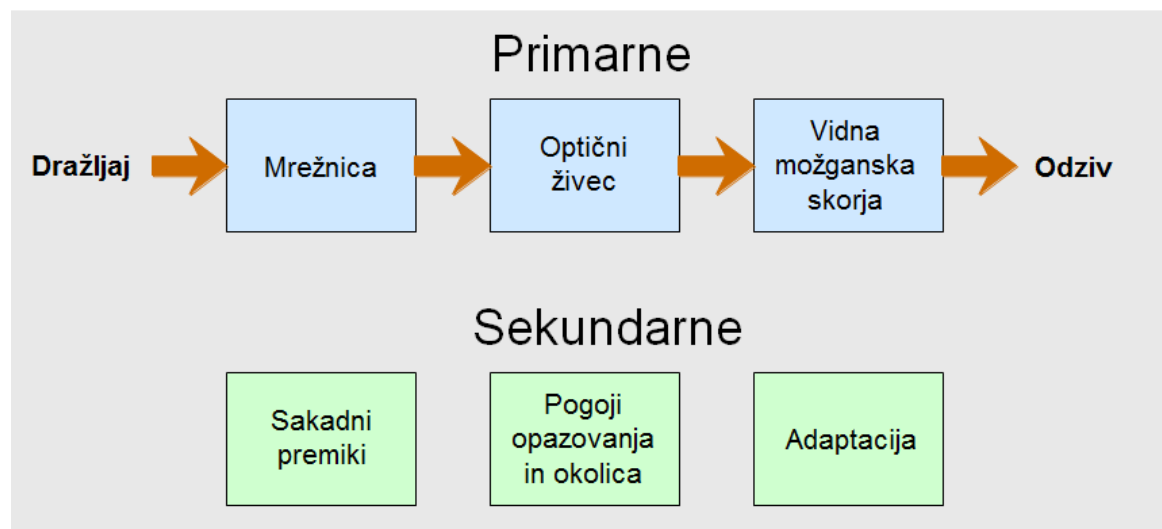 Primarne
Dražljaj
Mrežnica
Optični
živec
Vidna
možganska
skorja
Odziv
Sekundarne
Sakadni
premiki
Pogoji
opazovanja
in okolica
Adaptacija